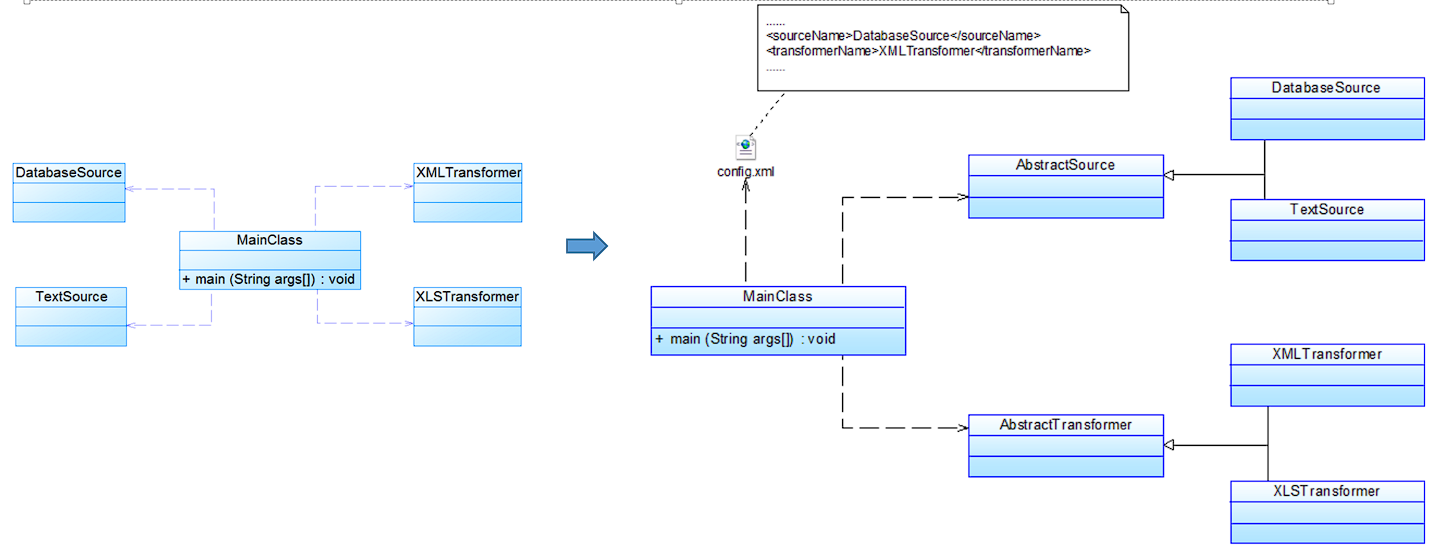 ......
<sourceName>DatabaseSource</sourceName>
<transformerName>XMLTransformer</transformerName>
......
config.xml
DatabaseSource
XMLTransformer
MainClass
+ main (String args[]) : void
TextSource
XLSTransformer
DatabaseSource
AbstractSource
TextSource
MainClass
+ main (String args[]) : void
XMLTransformer
AbstractTransformer
XLSTransformer